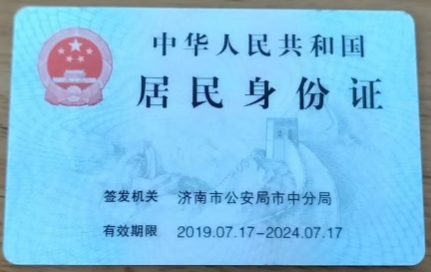 中华人民共和国
居民身份证
签发机关 济南市公安局市中分局
有效期限 2019.07.17-2024.07.17